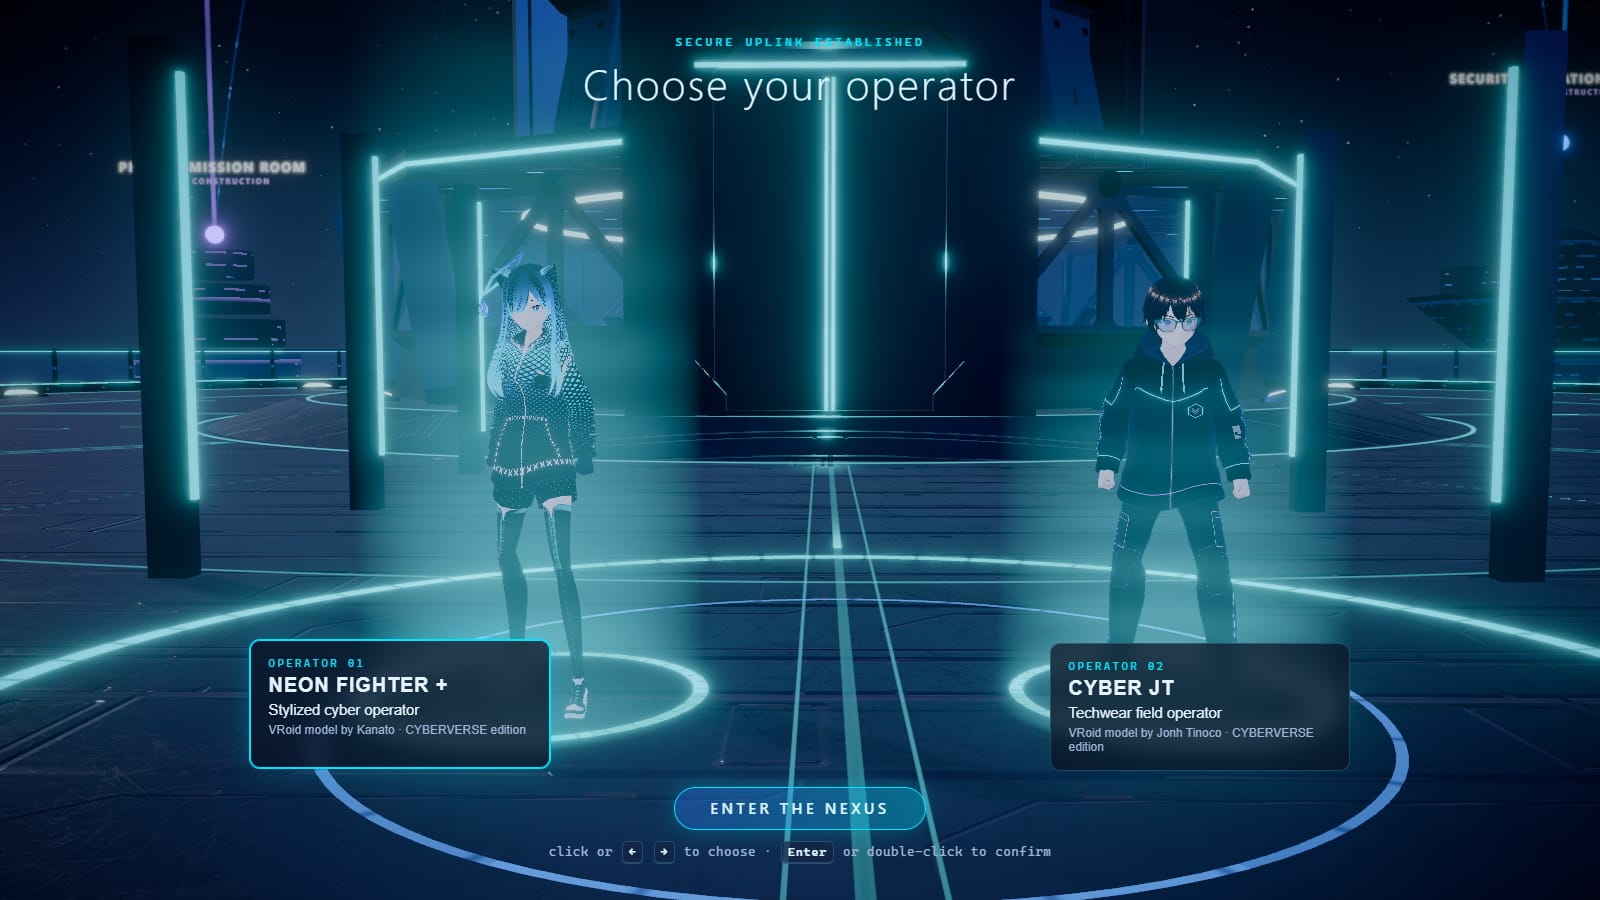 SECURE UPLINK ESTABLISHED
Choose your operator
MISSION ROOM
CONSTRUCTION
OPERATOR 01
NEON FIGHTER +
Stylized cyber operator
VRoid model by Kanato · CYBERVERSE edition
OPERATOR 02
CYBER JT
Techwear field operator
VRoid model by Jonh Tinoco · CYBERVERSE
edition
ENTER THE NEXUS
click or ← → to choose · Enter or double-click to confirm